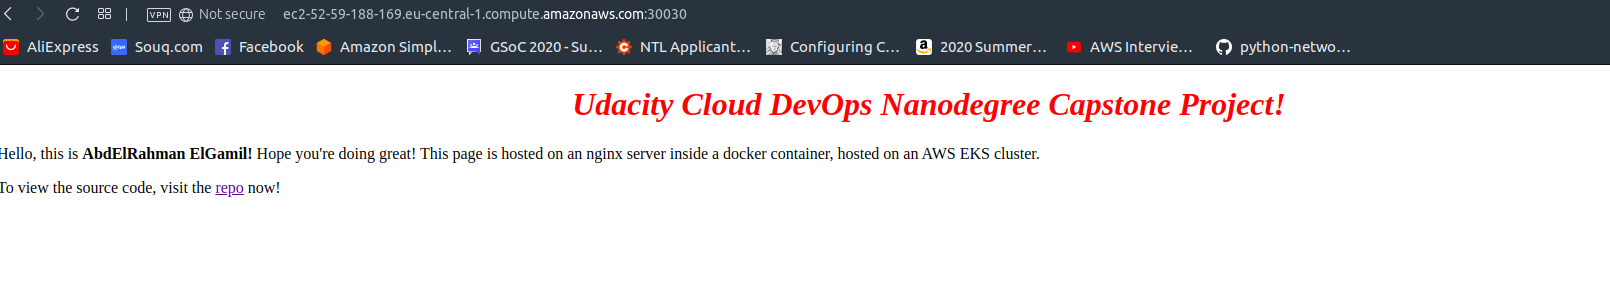 VPN Not secure ec2-52-59-188-169.eu-central-1.compute.amazonaws.com:30030
AliExpress Souq.com Facebook Amazon Simpl... GSoC 2020 - Su... NTL Applicant... Configuring C... 2020 Summer... AWS Intervie... python-netwo...
Udacity Cloud DevOps Nanodegree Capstone Project!
Hello, this is AbdElRahman ElGamil! Hope you're doing great! This page is hosted on an nginx server inside a docker container, hosted on an AWS EKS cluster.
To view the source code, visit the repo now!